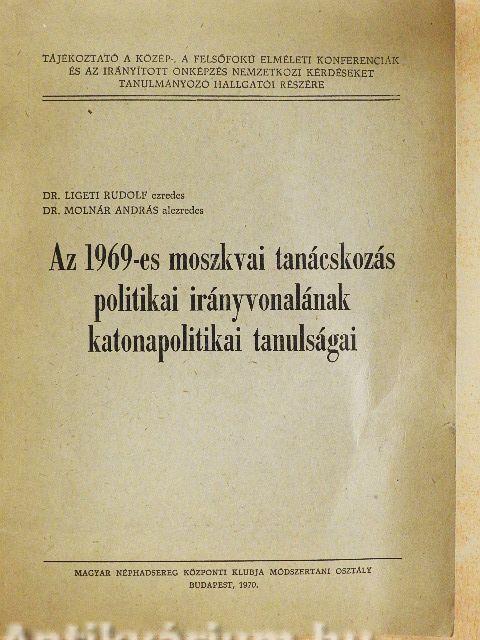 TÁJÉKOZTATÓ A KÖZÉP-, A FELSŐFOKÚ ELMÉLETI KONFERENCIÁK
ÉS AZ IRÁNYÍTOTT ÖNKÉPZÉS NEMZETKÖZI KÉRDÉSEKET
TANULMÁNYOZÓ HALLGATÓI RÉSZÉRE
DR. LIGETI RUDOLF ezredes
DR. MOLNÁR ANDRÁS alezredes
Az 1969-es moszkvai tanácskozás
politikai irányvonalának
katonapolitikai tanulságai
MAGYAR NÉPHADSEREG KÖZPONTI KLUBJA MÓDSZERTANI OSZTÁLY
BUDAPEST, 1970.
Antikvárium.hu